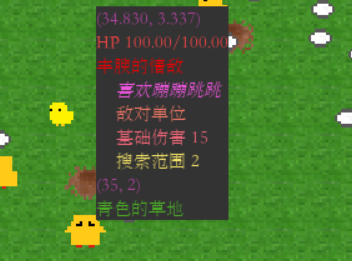 (34.830, 3.337)
HP 100.00/100.00
丰腴的情敌
喜欢蹦蹦跳跳
敌对单位
基础伤害 15
搜索范围 2
(35, 2)
青色的草地